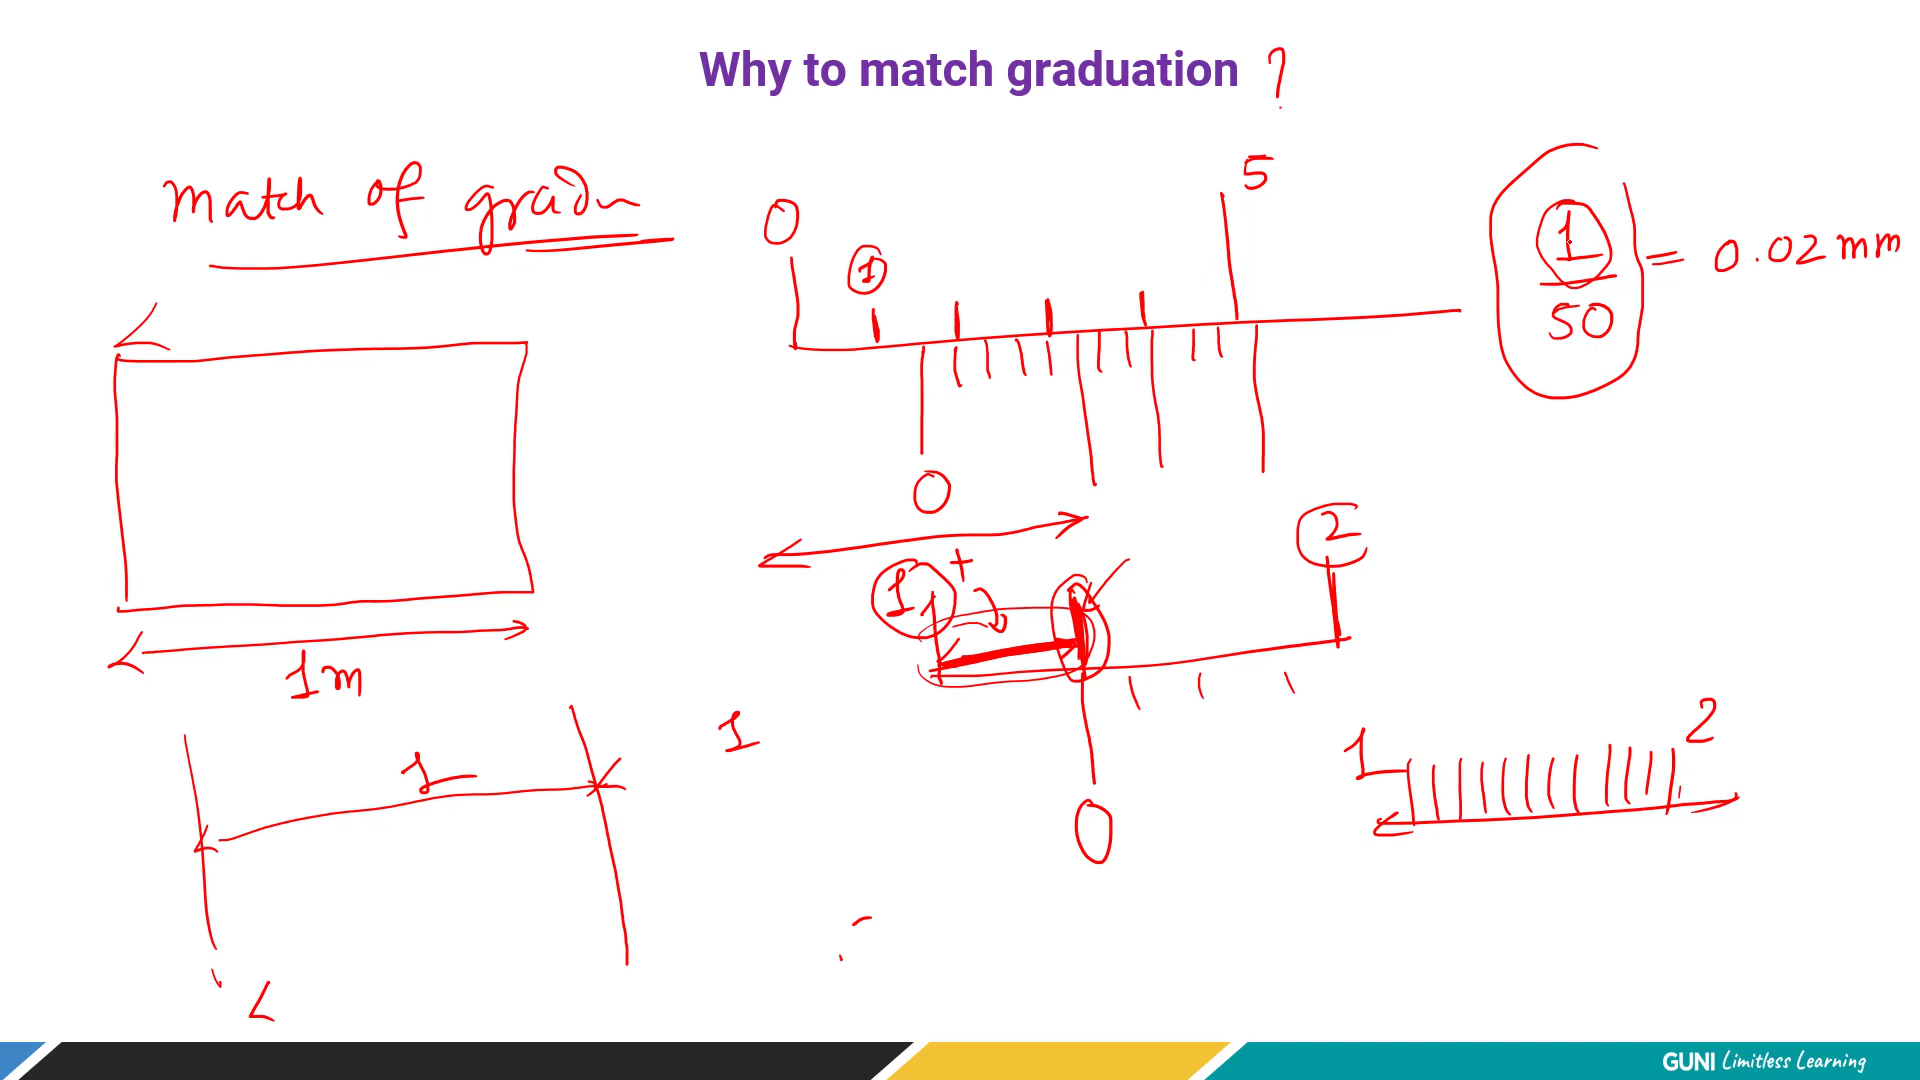 Why to match graduation ?
match of gradn
0
1
5
1
50
= 0.02 mm
0
1 +
2
1m
1
1
1
2
0
GUNI Limitless Learning